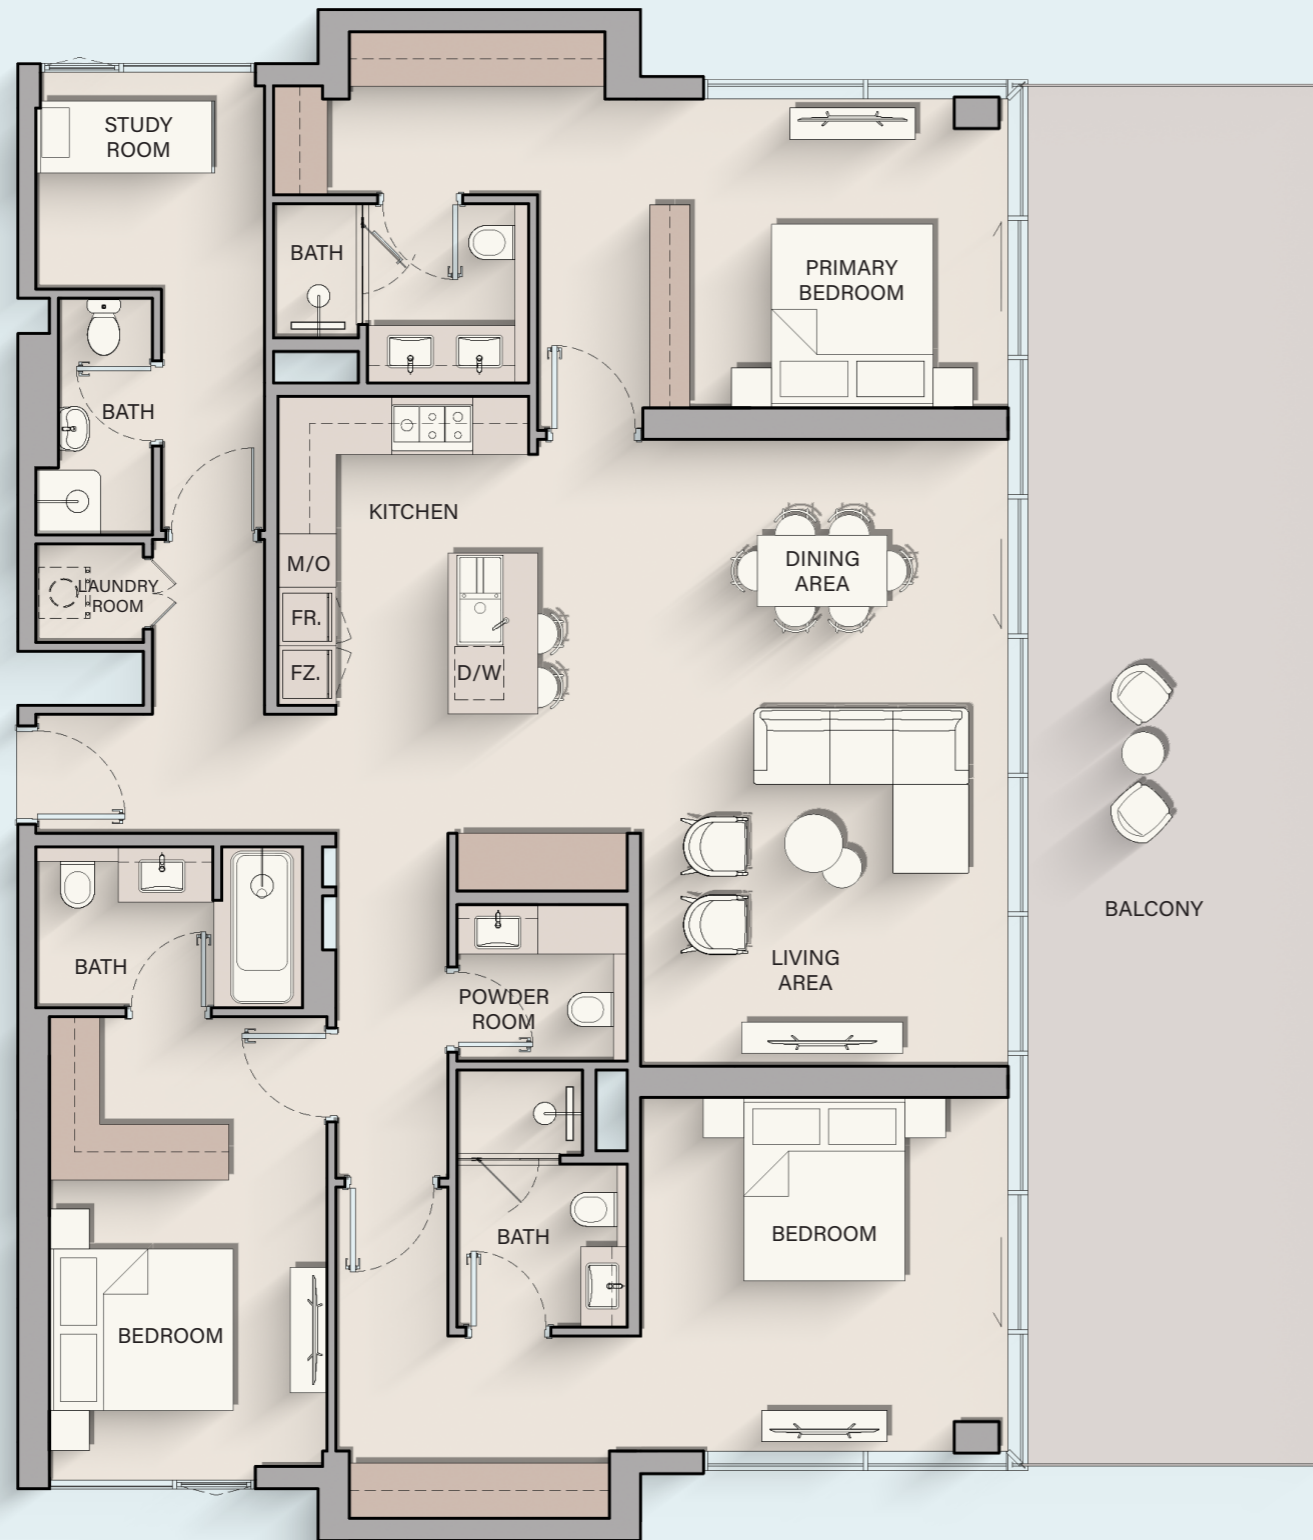 STUDY
ROOM
BATH
PRIMARY
BEDROOM
BATH
KITCHEN
M/O
DINING
AREA
LAUNDRY
ROOM
FR.
FZ.
D/W
BALCONY
LIVING
AREA
BATH
POWDER
ROOM
BATH
BEDROOM
BEDROOM